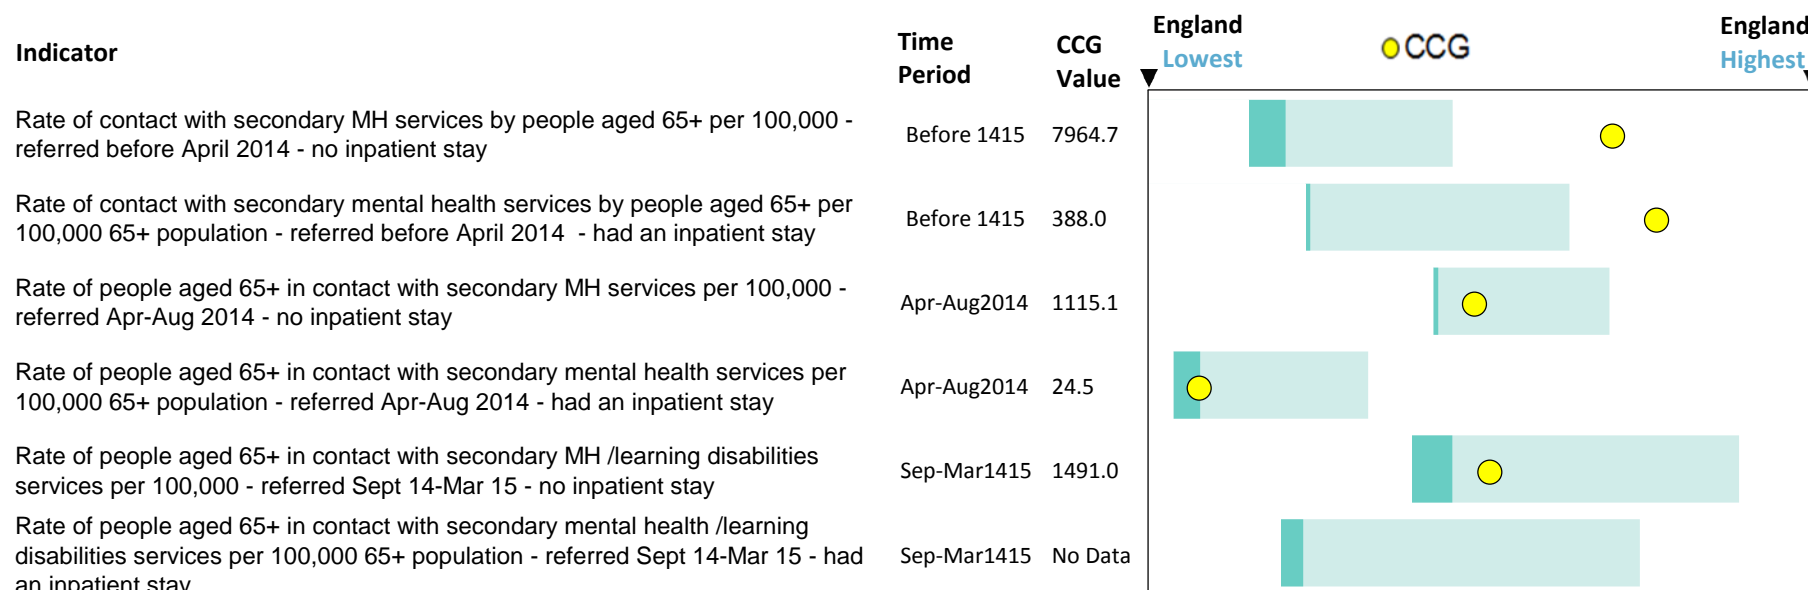 Indicator
Time Period
CCG Value
England Lowest
CCG
England Highest
Rate of contact with secondary MH services by people aged 65+ per 100,000 -
referred before April 2014 - no inpatient stay
Before 1415 7964.7
Rate of contact with secondary mental health services by people aged 65+ per
100,000 65+ population - referred before April 2014 - had an inpatient stay
Before 1415 388.0
Rate of people aged 65+ in contact with secondary MH services per 100,000 -
referred Apr-Aug 2014 - no inpatient stay
Apr-Aug2014 1115.1
Rate of people aged 65+ in contact with secondary mental health services per
100,000 65+ population - referred Apr-Aug 2014 - had an inpatient stay
Apr-Aug2014 24.5
Rate of people aged 65+ in contact with secondary MH /learning disabilities
services per 100,000 - referred Sept 14-Mar 15 - no inpatient stay
Sep-Mar1415 1491.0
Rate of people aged 65+ in contact with secondary mental health /learning
disabilities services per 100,000 65+ population - referred Sept 14-Mar 15 - had
an inpatient stay
Sep-Mar1415 No Data